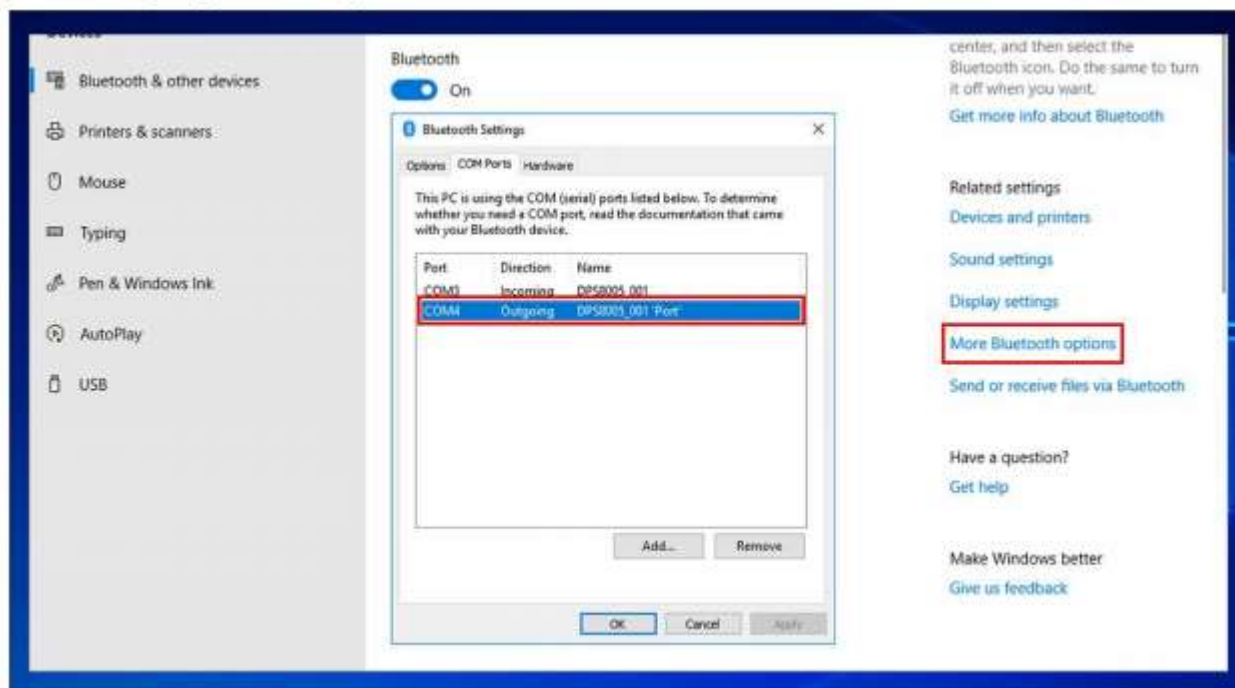 Bluetooth & other devices
Printers & scanners
Mouse
Typing
Pen & Windows Ink
AutoPlay
USB
Bluetooth
On
Bluetooth Settings
Options COM Ports Hardware
This PC is using the COM (serial) ports listed below. To determine
whether you need a COM port, read the documentation that came
with your Bluetooth device.
Port Direction Name
COM3 Incoming DPS8005_001
COM4 Outgoing DPS8005_001 'Port'
Add... Remove
OK Cancel Apply
center, and then select the
Bluetooth icon. Do the same to turn
it off when you want.
Get more info about Bluetooth
Related settings
Devices and printers
Sound settings
Display settings
More Bluetooth options
Send or receive files via Bluetooth
Have a question?
Get help
Make Windows better
Give us feedback